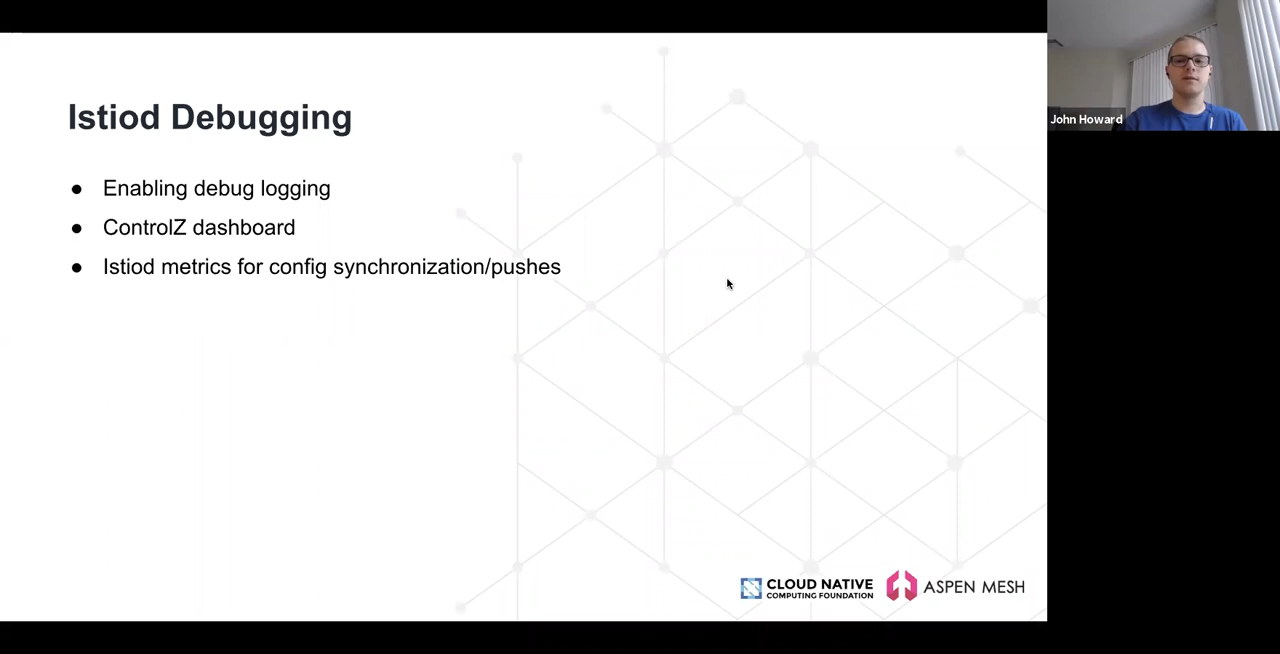 Istiod Debugging
● Enabling debug logging
● ControlZ dashboard
● Istiod metrics for config synchronization/pushes
John Howard
CLOUD NATIVE
COMPUTING FOUNDATION
ASPEN MESH